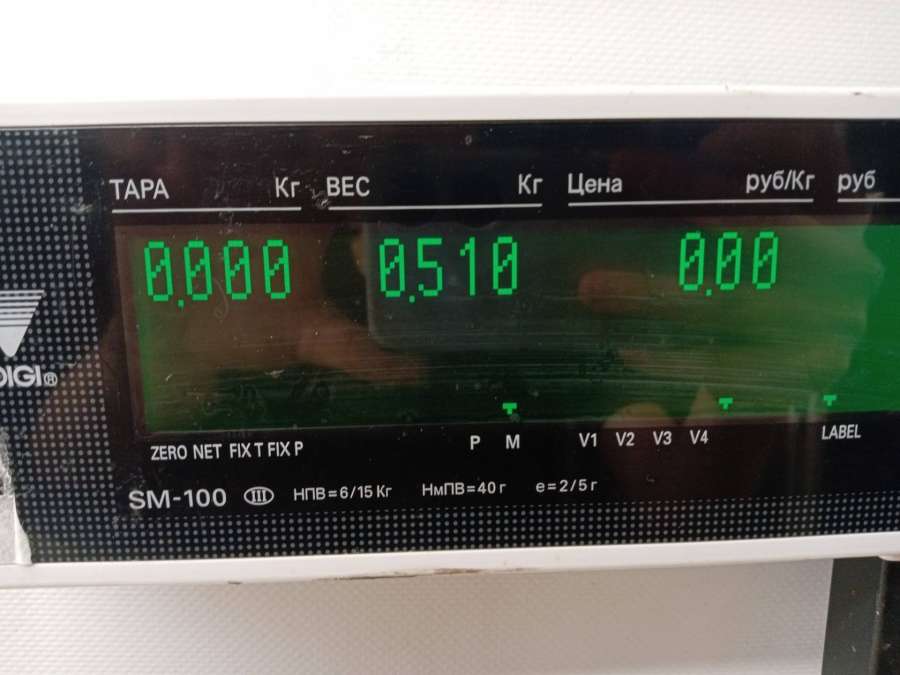 ТАРА Кг ВЕС Кг Цена руб/Кг руб
0.000 0.510 0.00
DIGI®
ZERO NET FIX T FIX P P M V1 V2 V3 V4 LABEL
SM-100 III НПВ=6/15 Кг НмПВ=40 г e=2/5 г